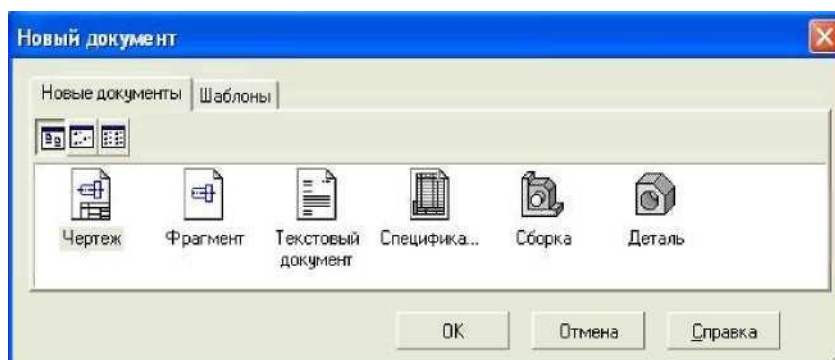 Новый документ
Новые документы Шаблоны
Чертеж Фрагмент Текстовый документ Специфика... Сборка Деталь
OK Отмена Справка